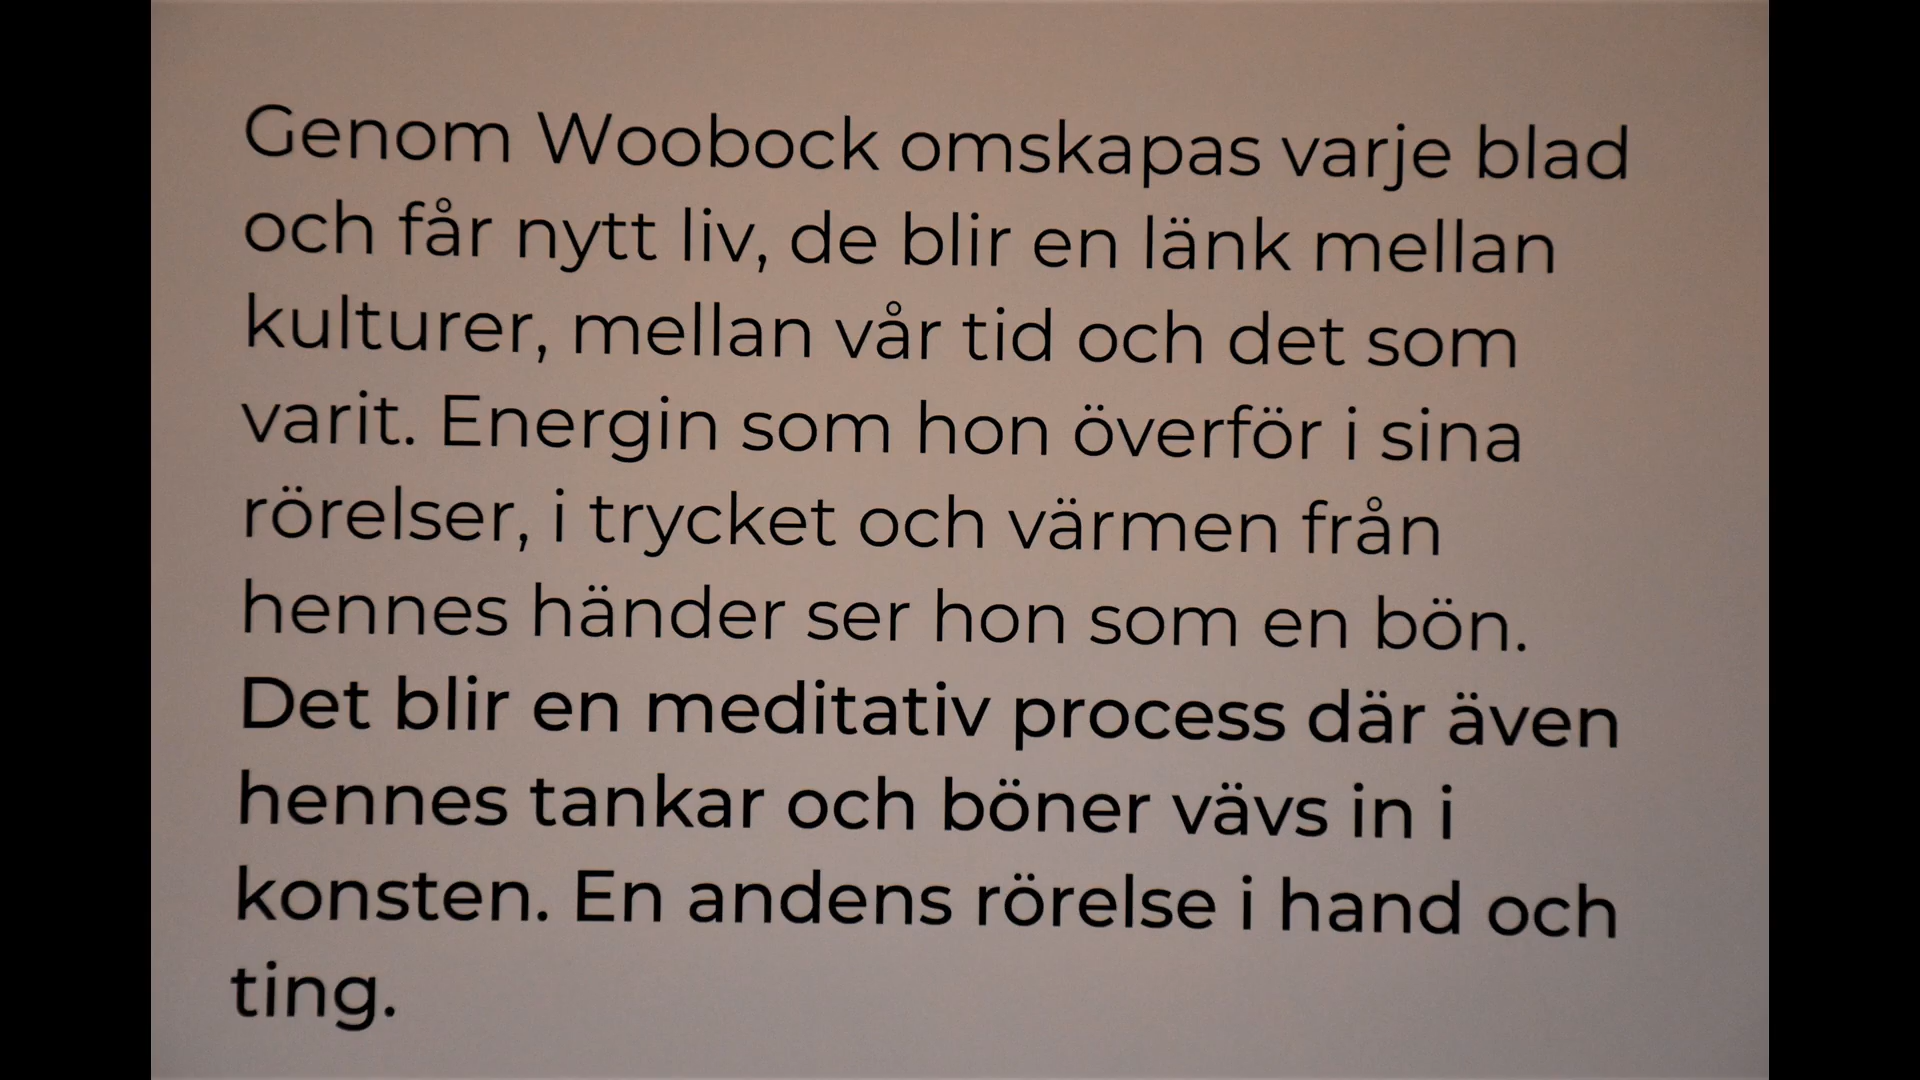 Genom Woobock omskapas varje blad
och får nytt liv, de blir en länk mellan
kulturer, mellan vår tid och det som
varit. Energin som hon överför i sina
rörelser, i trycket och värmen från
hennes händer ser hon som en bön.
Det blir en meditativ process där även
hennes tankar och böner vävs in i
konsten. En andens rörelse i hand och
ting.